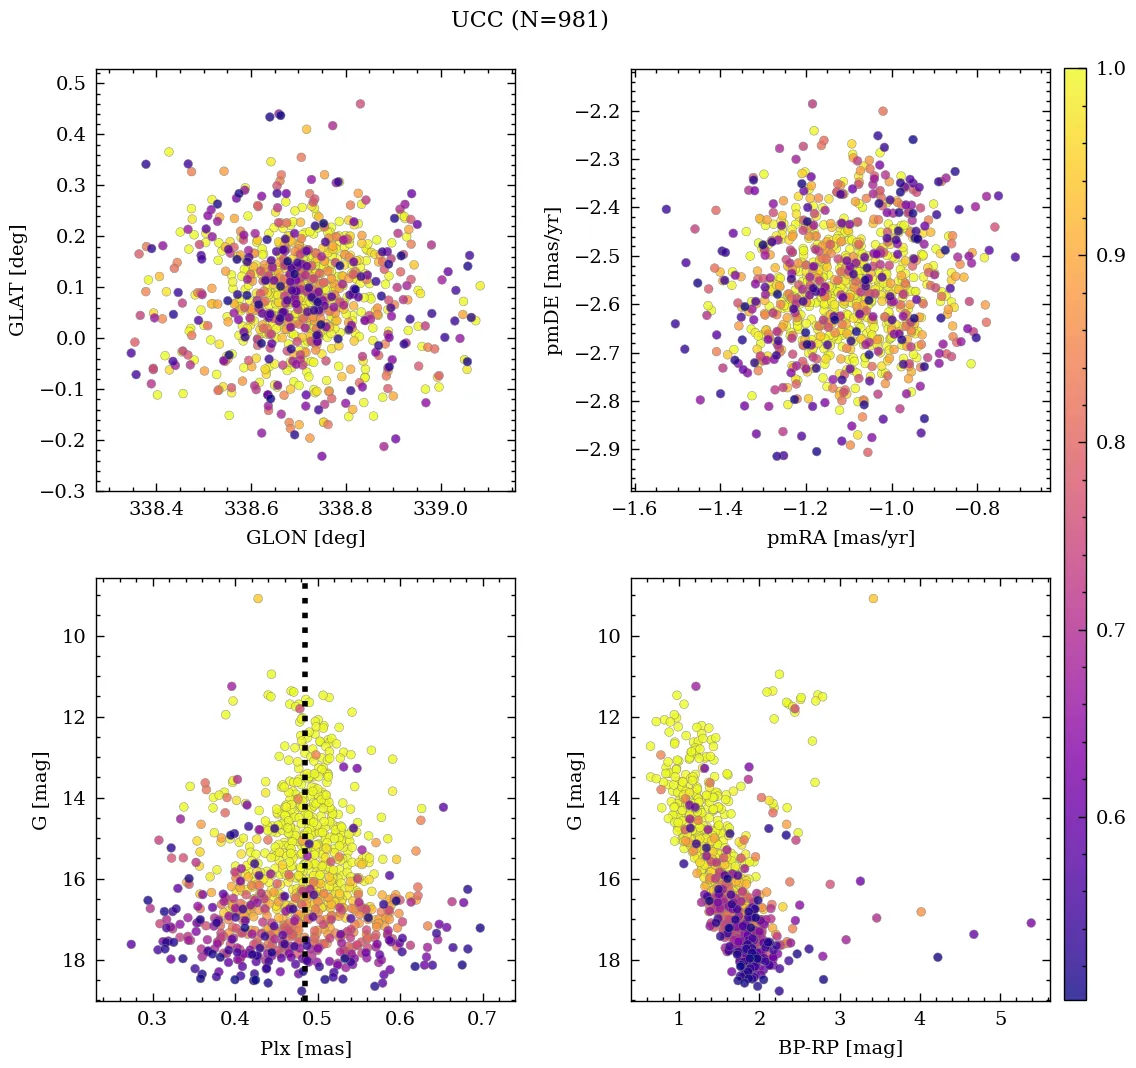 UCC (N=981)
0.5
0.4
0.3
0.2
0.1
0.0
−0.1
−0.2
−0.3
GLAT [deg]
338.4 338.6 338.8 339.0
GLON [deg]
−2.2
−2.3
−2.4
−2.5
−2.6
−2.7
−2.8
−2.9
pmDE [mas/yr]
−1.6 −1.4 −1.2 −1.0 −0.8
pmRA [mas/yr]
1.0
0.9
0.8
0.7
0.6
10
12
14
16
18
G [mag]
0.3 0.4 0.5 0.6 0.7
Plx [mas]
10
12
14
16
18
G [mag]
1 2 3 4 5
BP-RP [mag]